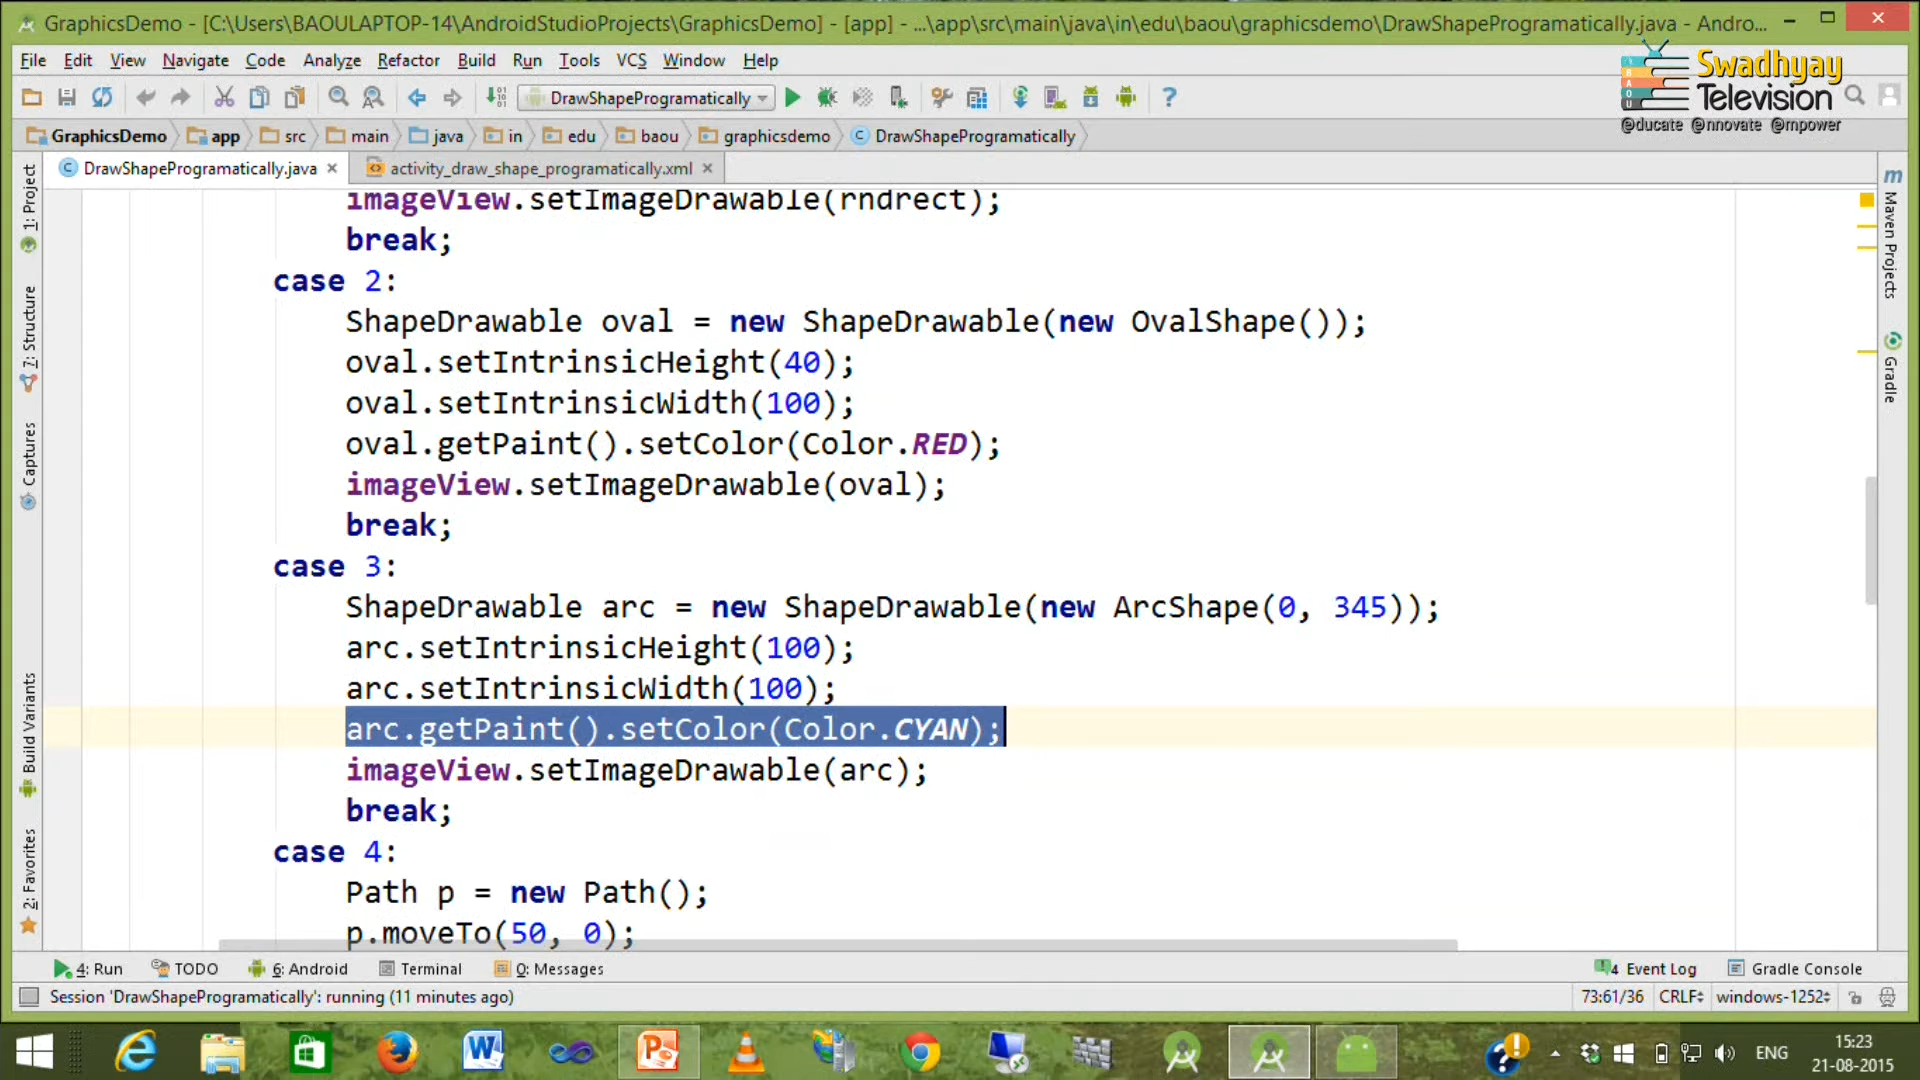 GraphicsDemo - [C:\Users\BAOULAPTOP-14\AndroidStudioProjects\GraphicsDemo] - [app] - ...\app\src\main\java\in\edu\baou\graphicsdemo\DrawShapeProgramatically.java - Andro...
File Edit View Navigate Code Analyze Refactor Build Run Tools VCS Window Help
Swadhyay
Television
@ducate @nnovate @mpower
DrawShapeProgramatically
GraphicsDemo app src main java in edu baou graphicsdemo DrawShapeProgramatically
DrawShapeProgramatically.java activity_draw_shape_programatically.xml
1: Project
7: Structure
Captures
Build Variants
2: Favorites
Maven Projects
Gradle
imageView.setImageDrawable(rndrect);
break;
case 2:
ShapeDrawable oval = new ShapeDrawable(new OvalShape());
oval.setIntrinsicHeight(40);
oval.setIntrinsicWidth(100);
oval.getPaint().setColor(Color.RED);
imageView.setImageDrawable(oval);
break;
case 3:
ShapeDrawable arc = new ShapeDrawable(new ArcShape(0, 345));
arc.setIntrinsicHeight(100);
arc.setIntrinsicWidth(100);
arc.getPaint().setColor(Color.CYAN);
imageView.setImageDrawable(arc);
break;
case 4:
Path p = new Path();
p.moveTo(50, 0);
4: Run TODO 6: Android Terminal 0: Messages 4 Event Log Gradle Console
Session 'DrawShapeProgramatically': running (11 minutes ago) 73:61/36 CRLF windows-1252
ENG
15:23
21-08-2015